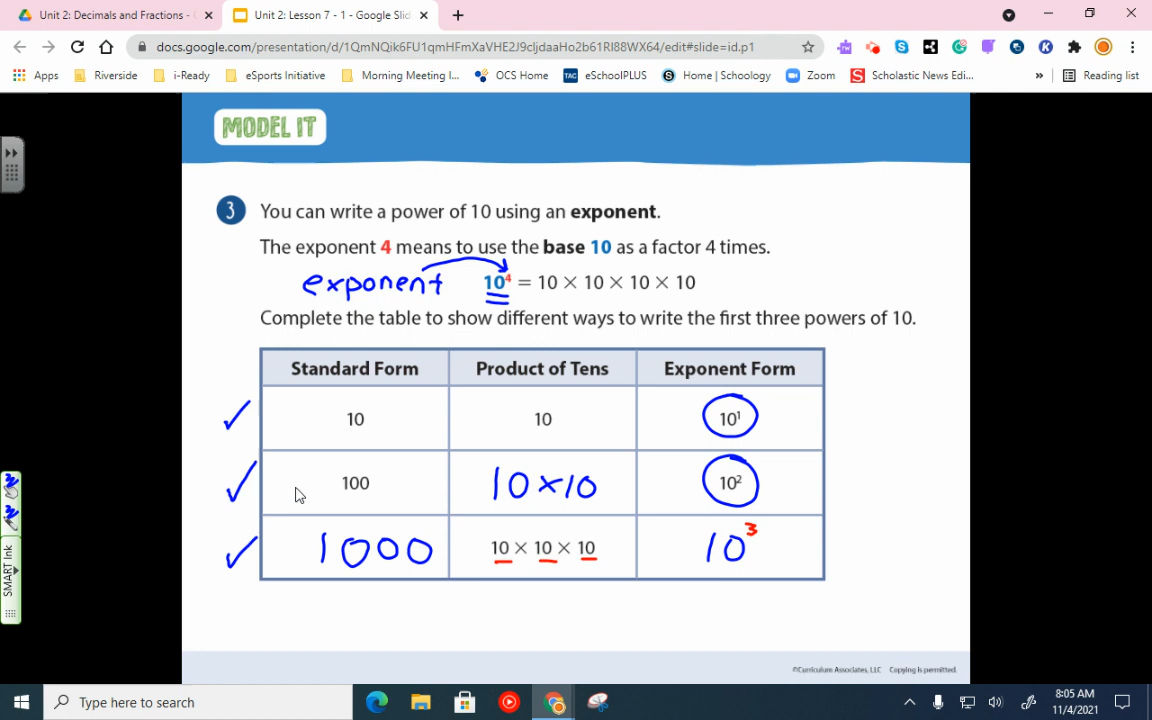 Unit 2: Decimals and Fractions -
Unit 2: Lesson 7 - 1 - Google Slid
docs.google.com/presentation/d/1QmNQik6FU1qmHFmXaVHE2J9cIjdaaHo2b61RI88WX64/edit#slide=id.p1
Apps Riverside i-Ready eSports Initiative Morning Meeting I... OCS Home TAC eSchoolPLUS S Home | Schoology Zoom S Scholastic News Edi... » Reading list
MODEL IT
3 You can write a power of 10 using an exponent.
The exponent 4 means to use the base 10 as a factor 4 times.
exponent 10⁴ = 10 × 10 × 10 × 10
Complete the table to show different ways to write the first three powers of 10.
Standard Form Product of Tens Exponent Form
10 10 10¹
100 10 × 10 10²
1000 10 × 10 × 10 10³
SMART Ink
©Curriculum Associates, LLC Copying is permitted.
Type here to search
8:05 AM
11/4/2021